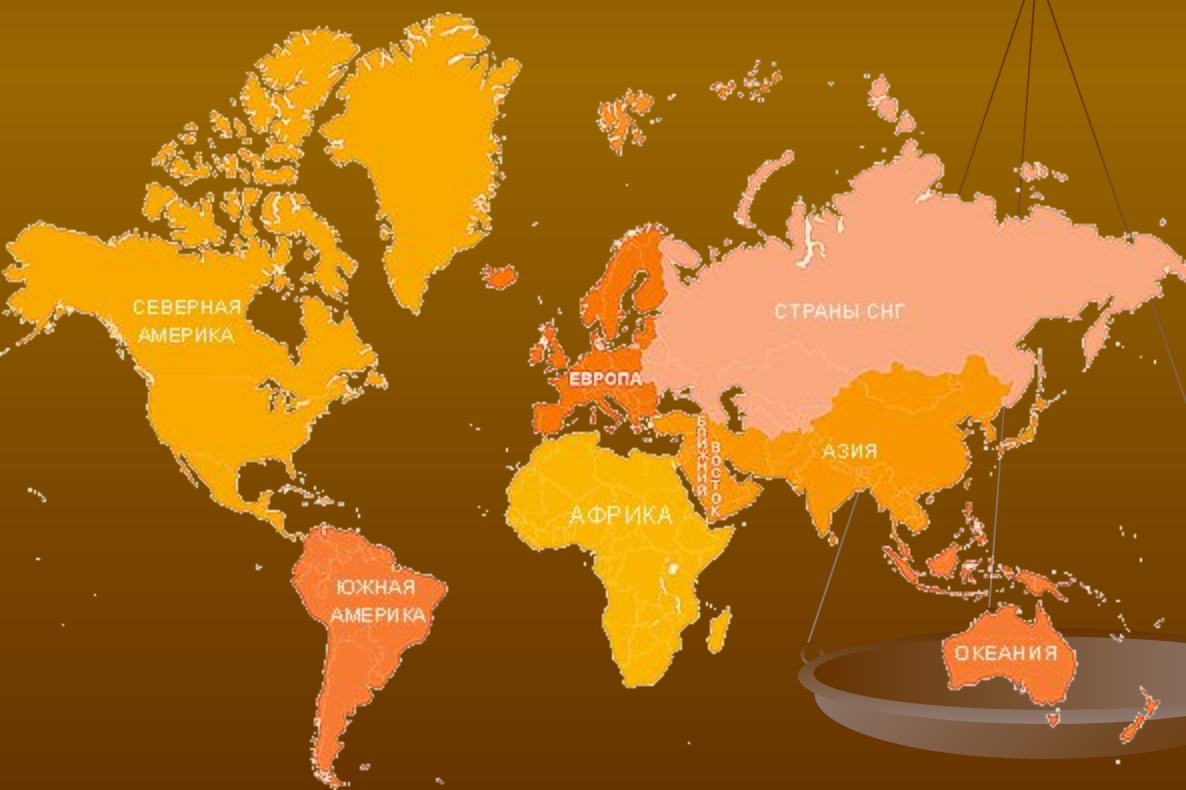 СЕВЕРНАЯ
АМЕРИКА
СТРАНЫ СНГ
ЕВРОПА
БЛИЖНИЙ
ВОСТОК
АЗИЯ
АФРИКА
ЮЖНАЯ
АМЕРИКА
ОКЕАНИЯ